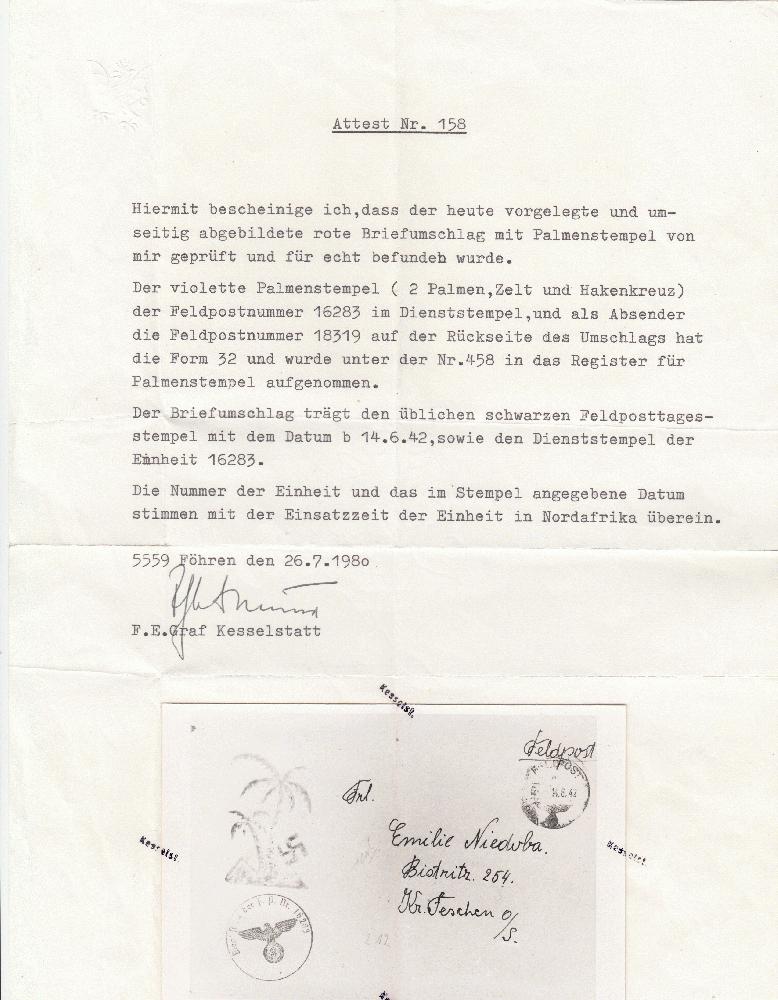 Attest Nr. 158
Hiermit bescheinige ich,dass der heute vorgelegte und um-
seitig abgebildete rote Briefumschlag mit Palmenstempel von
mir geprüft und für echt befundeh wurde.
Der violette Palmenstempel ( 2 Palmen,Zelt und Hakenkreuz)
der Feldpostnummer 16283 im Dienststempel,und als Absender
die Feldpostnummer 18319 auf der Rückseite des Umschlags hat
die Form 32 und wurde unter der Nr.458 in das Register für
Palmenstempel aufgenommen.
Der Briefumschlag trägt den üblichen schwarzen Feldposttages-
stempel mit dem Datum b 14.6.42,sowie den Dienststempel der
Einheit 16283.
Die Nummer der Einheit und das im Stempel angegebene Datum
stimmen mit der Einsatzzeit der Einheit in Nordafrika überein.
5559 Föhren den 26.7.1980
F.E.Graf Kesselstatt
Kesselst.
Feldpost
14.6.42
Frl.
Emilie Niedoba.
Kesselst.
Kesselst.
Bistritz. 254.
Kr. Teschen O/
/S.